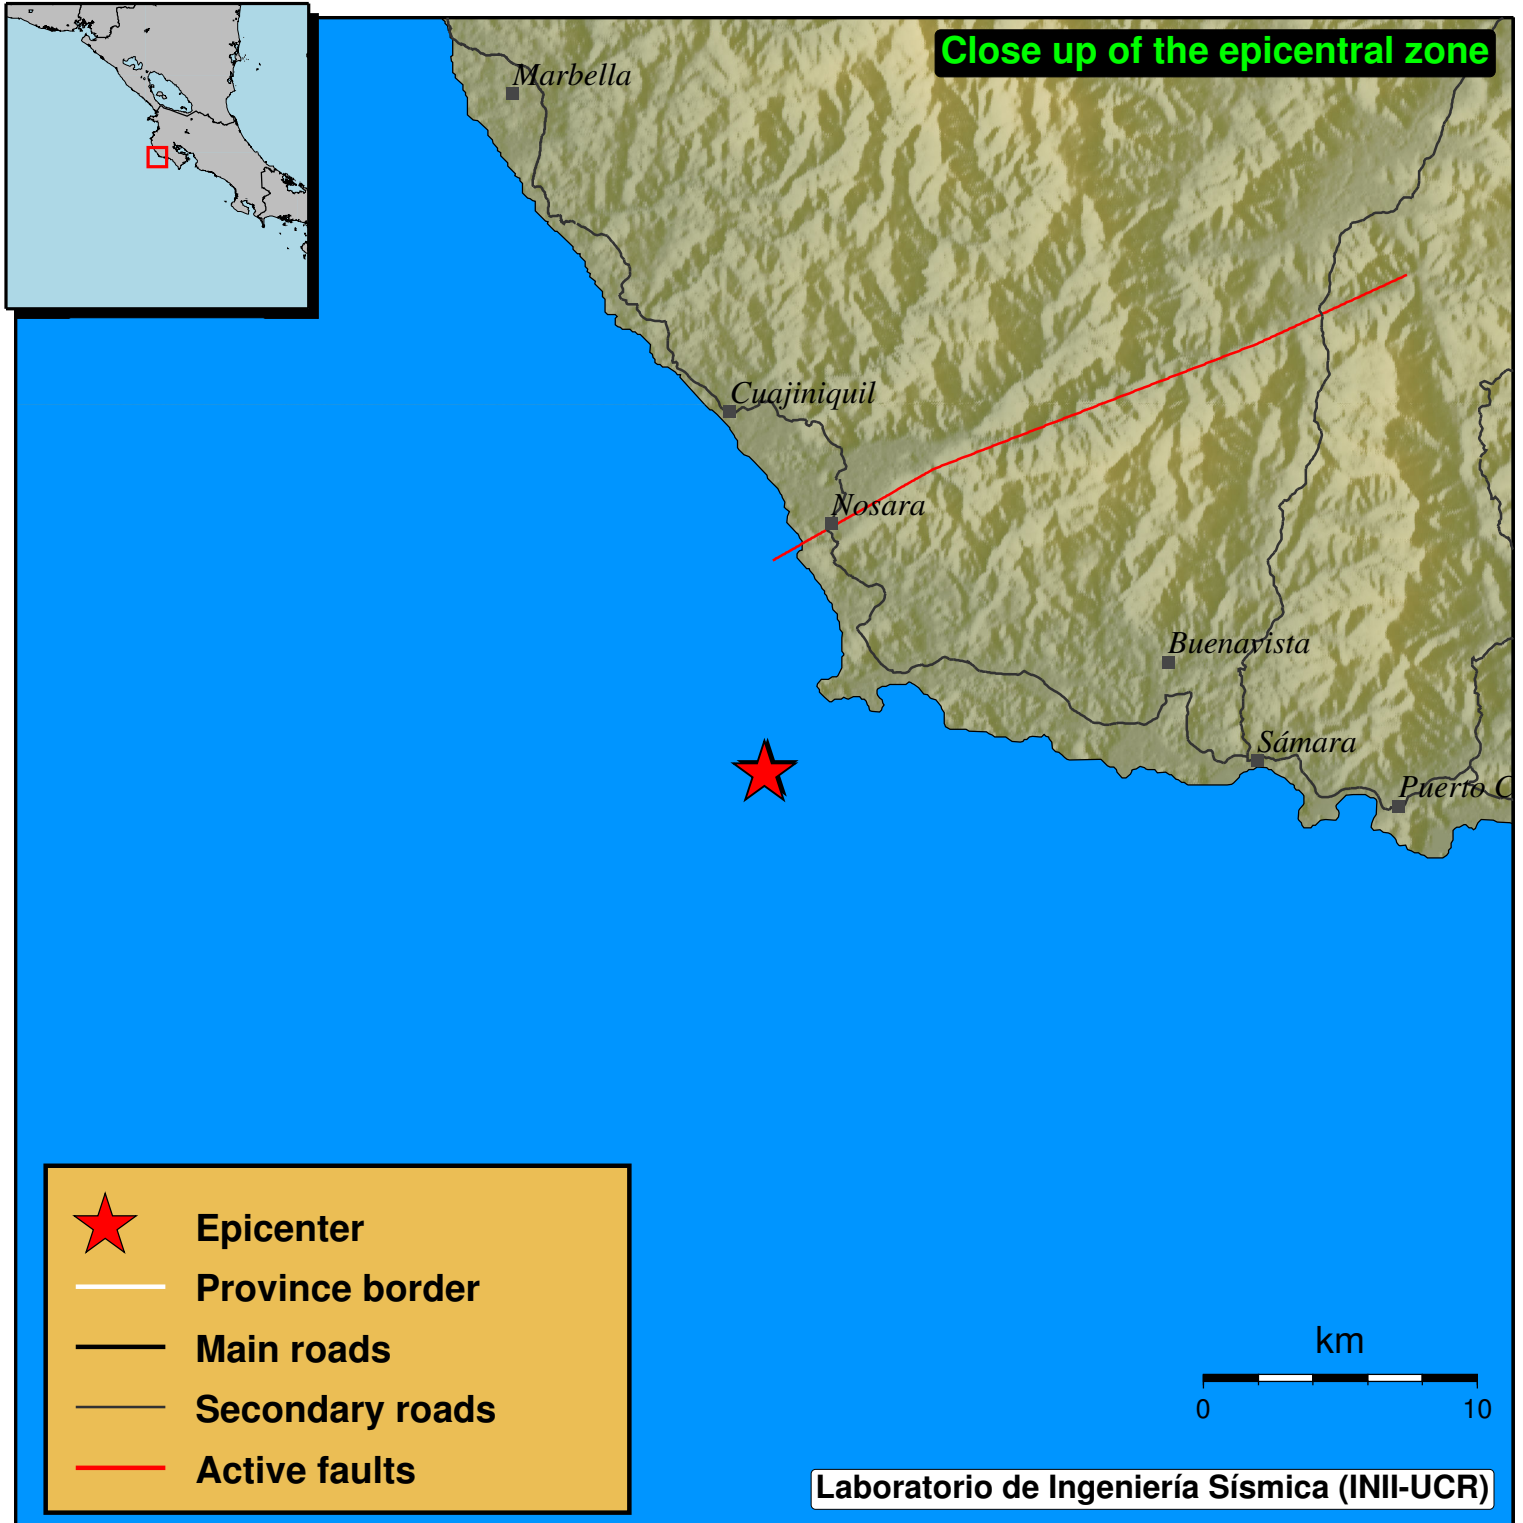 Close up of the epicentral zone
Marbella
Cuajiniquil
Nosara
Buenavista
Sámara
Puerto C
Epicenter
Province border
Main roads
Secondary roads
Active faults
km
0 10
Laboratorio de Ingeniería Sísmica (INII-UCR)